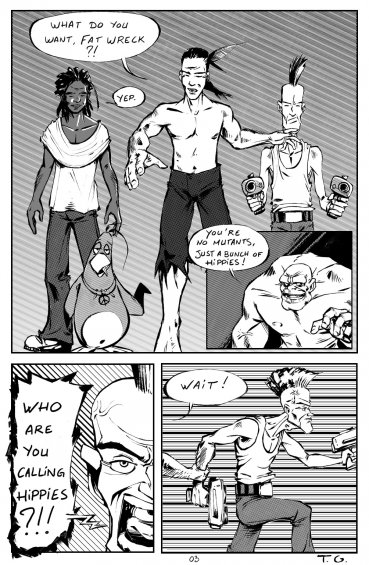 WHAT DO YOU
WANT, FAT WRECK
?!
YEP.
YOU'RE
NO MUTANTS,
JUST A BUNCH OF
HIPPIES!
WHO
ARE
YOU
CALLING
HIPPIES
?!!
WAIT!
03
T.G.